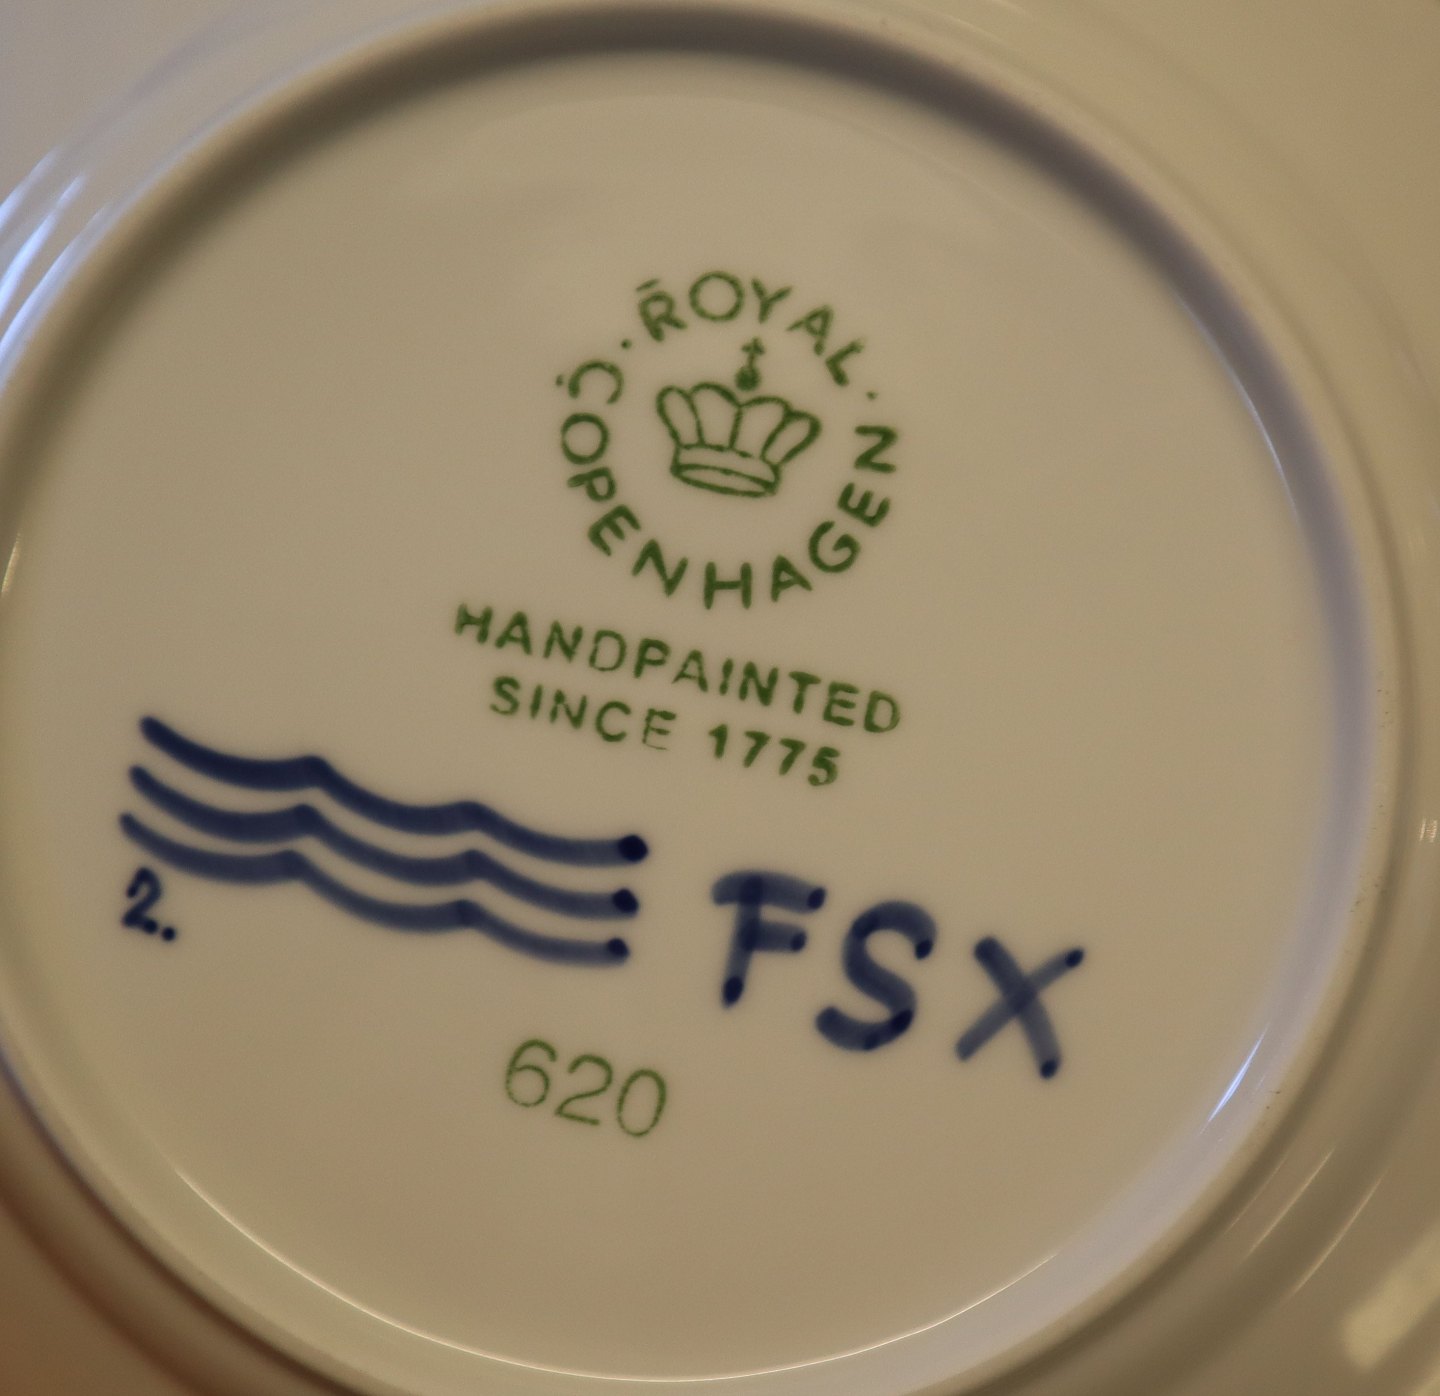 ROYAL
COPENHAGEN
HANDPAINTED
SINCE 1775
2.
FSX
620